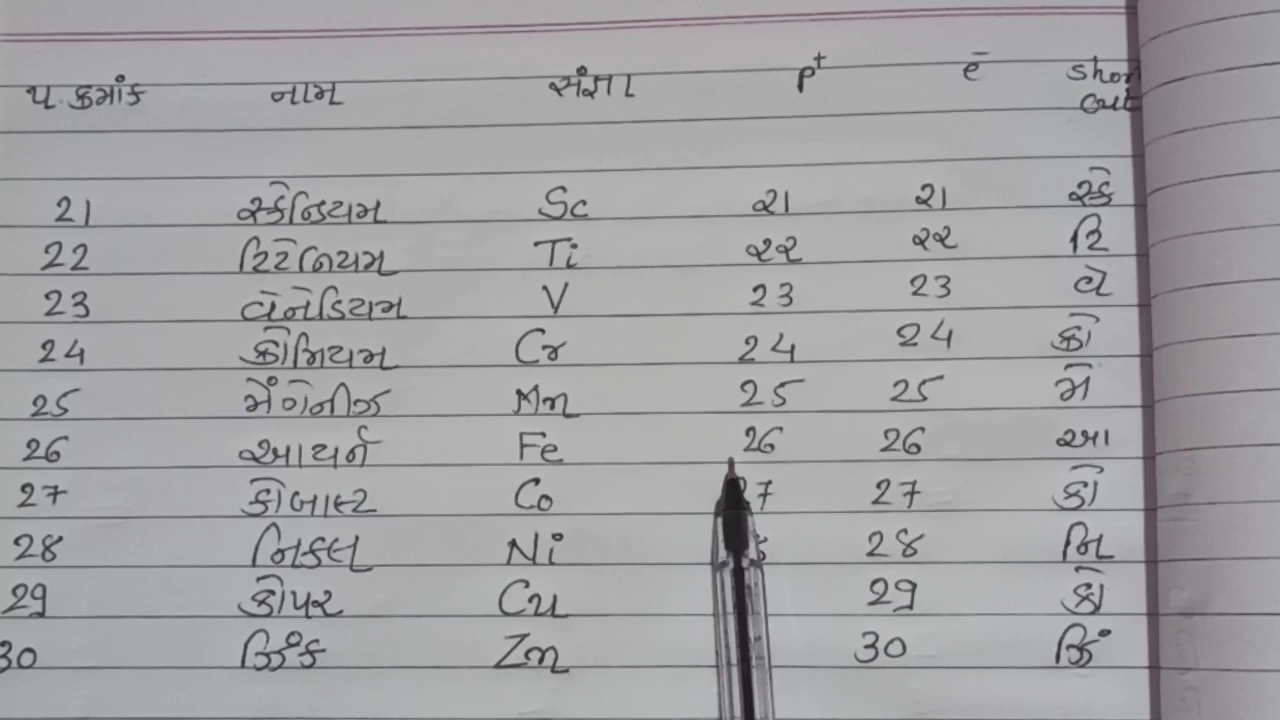 પ. ક્રમાંક નામ સંજ્ઞા p⁺ e⁻ short
cut
21 સ્કેન્ડિયમ Sc ૨1 ૨1 સ્કે
22 ટિટેનિયમ Ti ૨૨ ૨૨ ટિ
23 વેનેડિયમ V 23 23 વે
24 ક્રોમિયમ Cr 24 24 ક્રો
25 મેંગેનીઝ Mn 25 25 મે
26 આયર્ન Fe 26 26 આ
27 કોબાલ્ટ Co 27 27 કો
28 નિકલ Ni 28 નિ
29 કોપર Cu 29 કો
30 ઝિંક Zn 30 ઝિં